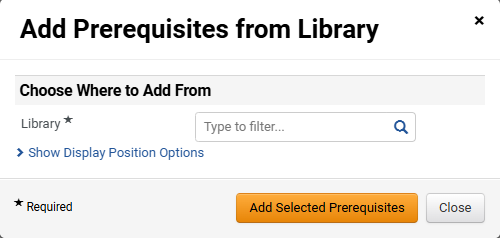 Add Prerequisites from Library
Choose Where to Add From
Library ★
Type to filter...
Show Display Position Options
★ Required
Add Selected Prerequisites
Close